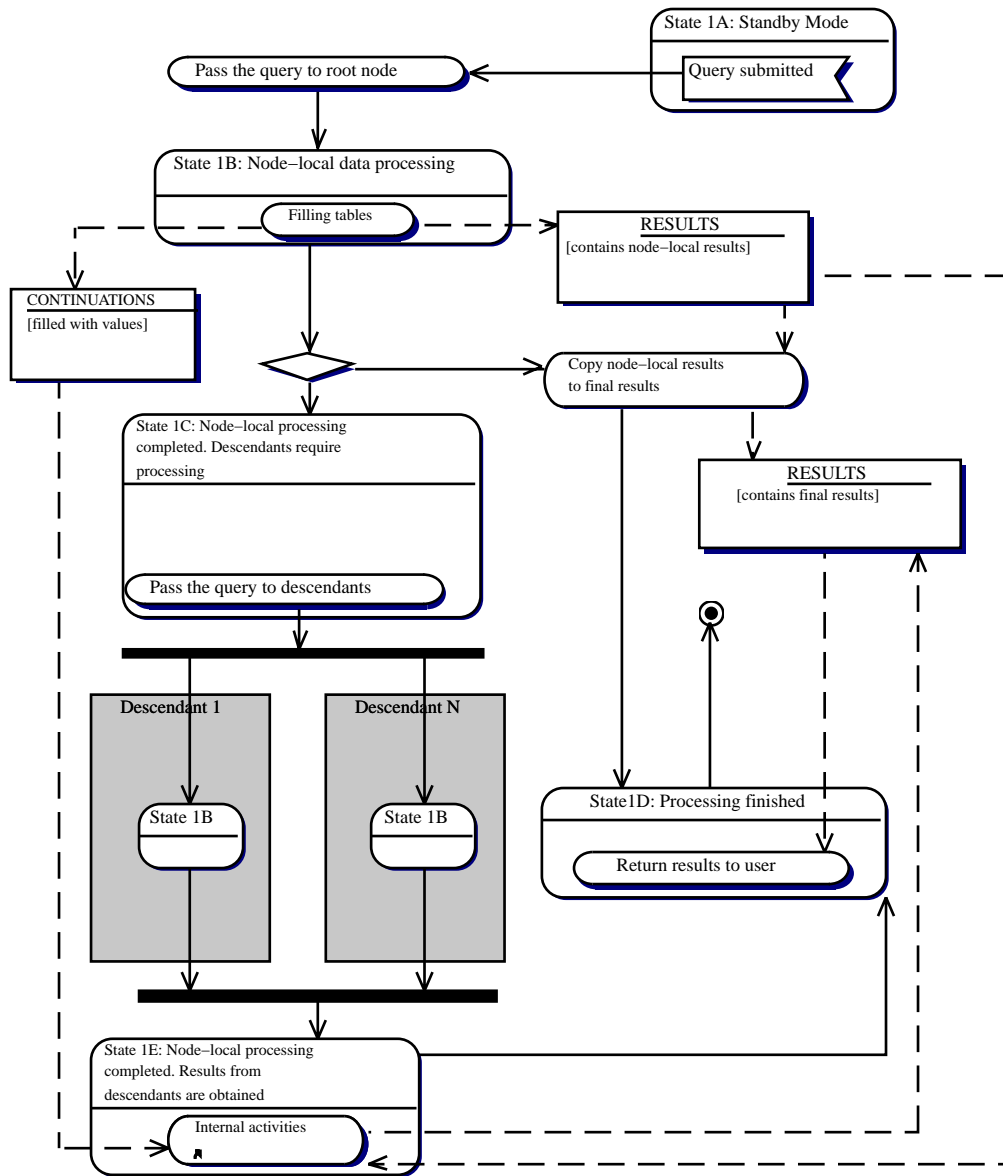 State 1A: Standby Mode
Query submitted
Pass the query to root node
State 1B: Node−local data processing
Filling tables
RESULTS
[contains node−local results]
CONTINUATIONS
[filled with values]
Copy node−local results
to final results
State 1C: Node−local processing
completed. Descendants require
processing
Pass the query to descendants
RESULTS
[contains final results]
Descendant 1
Descendant N
State 1B
State 1B
State1D: Processing finished
Return results to user
State 1E: Node−local processing
completed. Results from
descendants are obtained
Internal activities